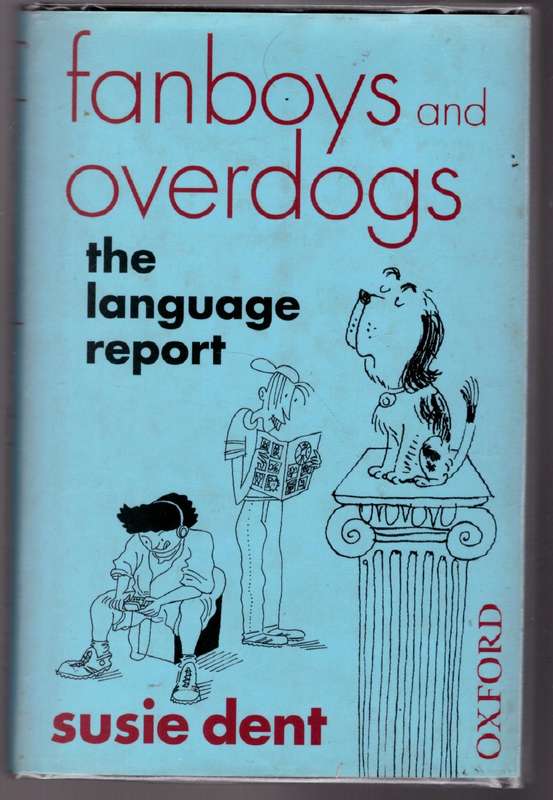 fanboys and
overdogs
the
language
report
susie dent
OXFORD